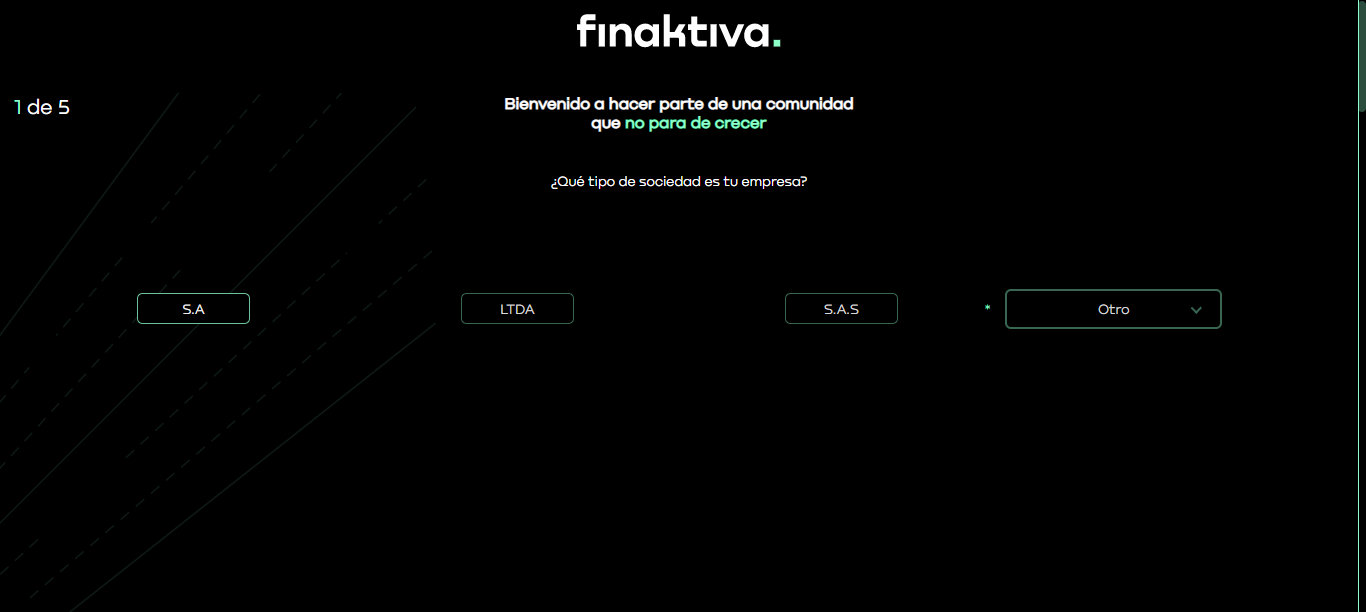 finaktiva.
1 de 5
Bienvenido a hacer parte de una comunidad
que no para de crecer
¿Qué tipo de sociedad es tu empresa?
S.A
LTDA
S.A.S
* Otro